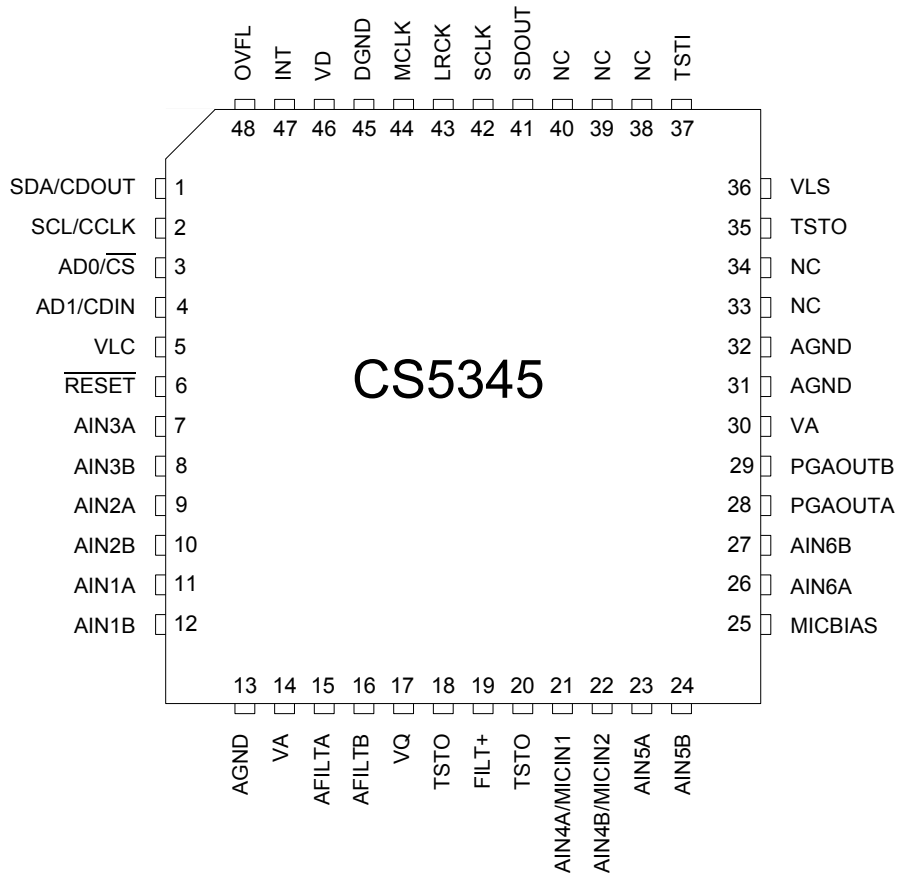 OVFL INT VD DGND MCLK LRCK SCLK SDOUT NC NC NC TSTI
48 47 46 45 44 43 42 41 40 39 38 37
SDA/CDOUT 1 36 VLS
SCL/CCLK 2 35 TSTO
AD0/C̅S̅ 3 34 NC
AD1/CDIN 4 33 NC
VLC 5 32 AGND
R̅E̅S̅E̅T̅ 6 31 AGND
CS5345
AIN3A 7 30 VA
AIN3B 8 29 PGAOUTB
AIN2A 9 28 PGAOUTA
AIN2B 10 27 AIN6B
AIN1A 11 26 AIN6A
AIN1B 12 25 MICBIAS
13 14 15 16 17 18 19 20 21 22 23 24
AGND VA AFILTA AFILTB VQ TSTO FILT+ TSTO AIN4A/MICIN1 AIN4B/MICIN2 AIN5A AIN5B